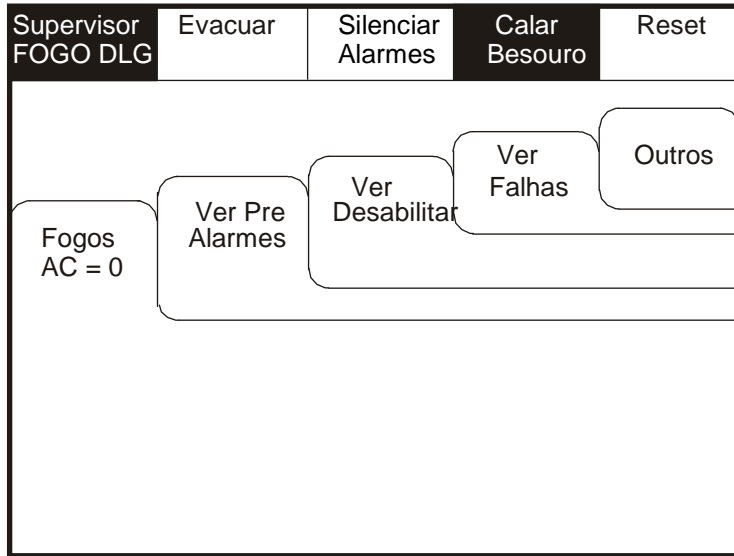 Supervisor
FOGO DLG
Evacuar
Silenciar
Alarmes
Calar
Besouro
Reset
Fogos
AC = 0
Ver Pre
Alarmes
Ver
Desabilitar
Ver
Falhas
Outros